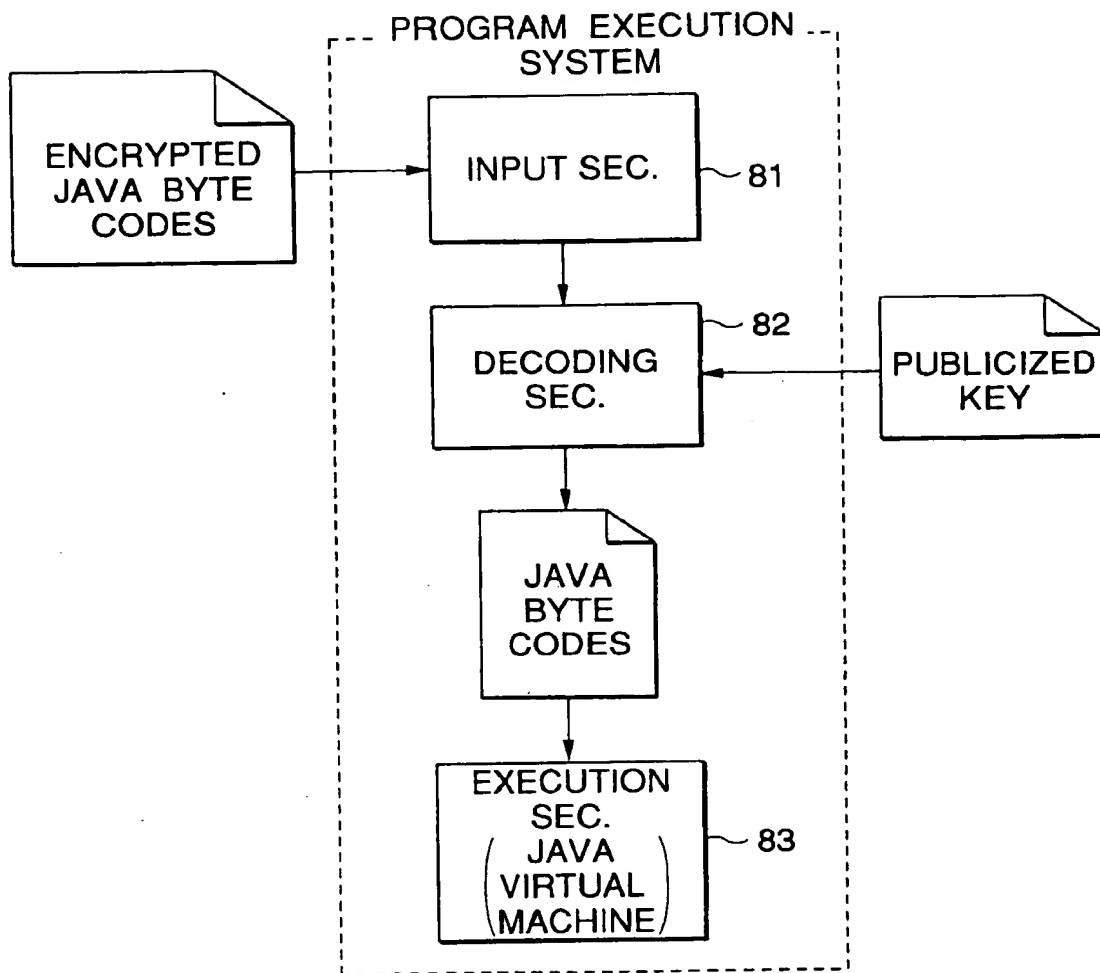 PROGRAM EXECUTION
SYSTEM
ENCRYPTED
JAVA BYTE
CODES
INPUT SEC.
81
DECODING
SEC.
82
PUBLICIZED
KEY
JAVA
BYTE
CODES
EXECUTION
SEC.
JAVA
VIRTUAL
MACHINE
83